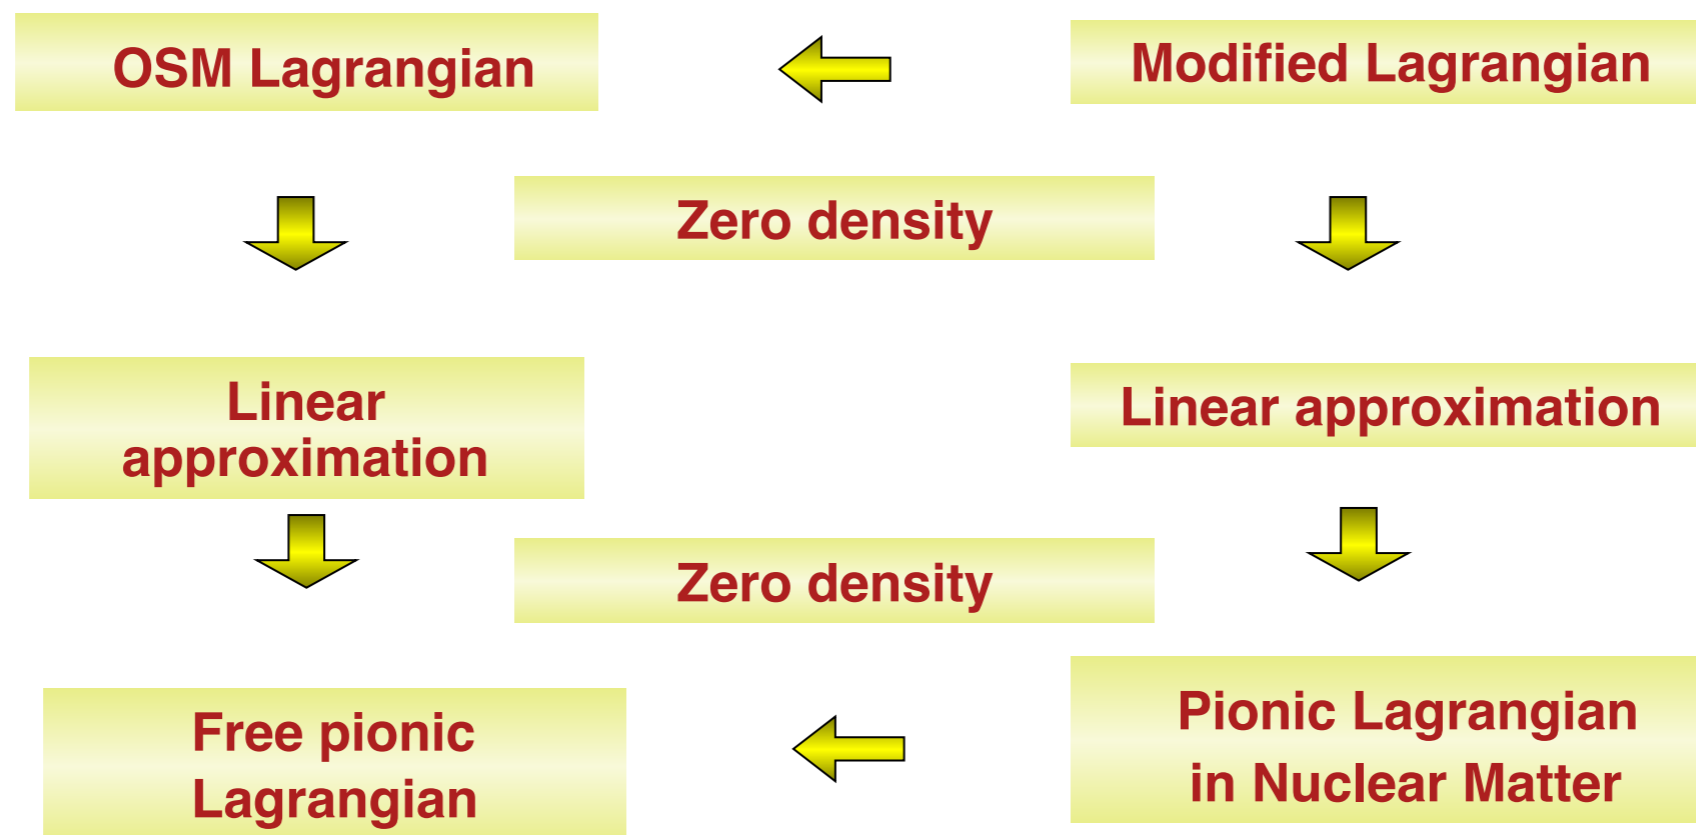 OSM Lagrangian
Modified Lagrangian
Zero density
Linear
approximation
Linear approximation
Zero density
Free pionic
Lagrangian
Pionic Lagrangian
in Nuclear Matter